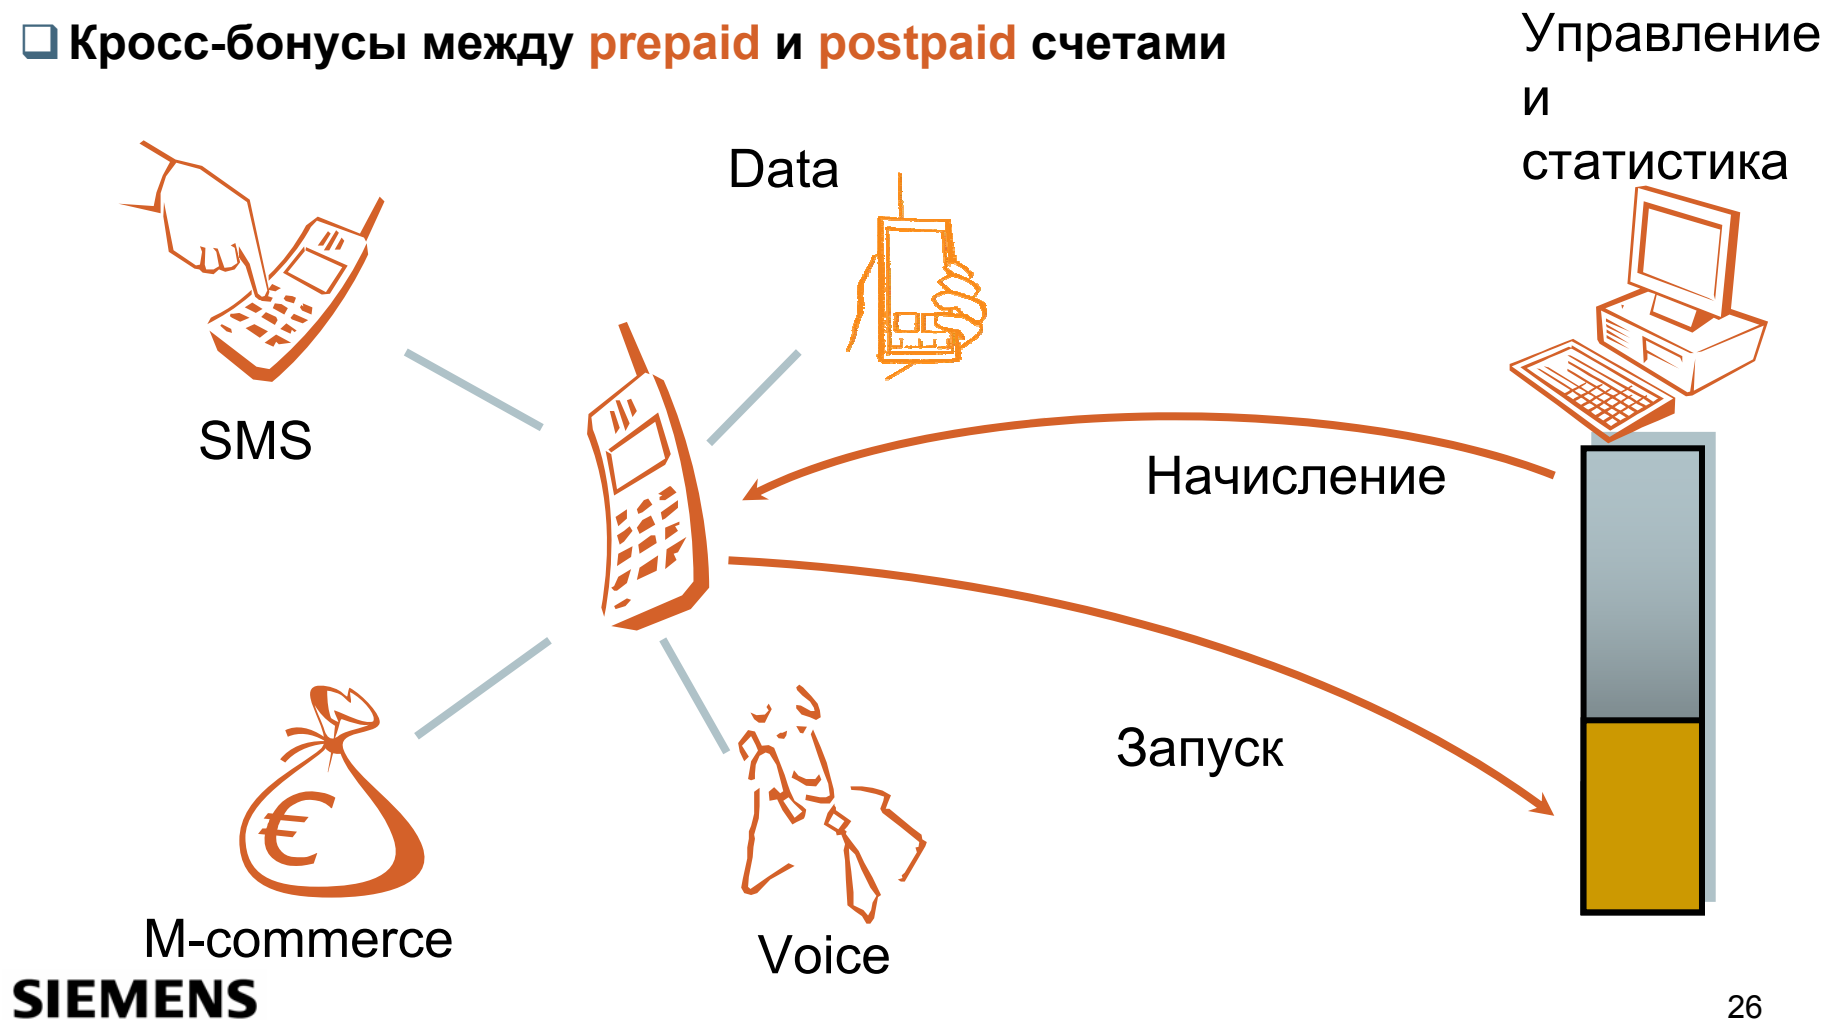 Кросс-бонусы между prepaid и postpaid счетами
Управление
и
статистика
Data
SMS
Начисление
Запуск
€
M-commerce
Voice
SIEMENS
26